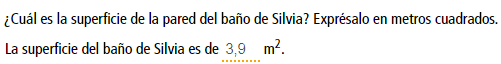 ¿Cuál es la superficie de la pared del baño de Silvia? Exprésalo en metros cuadrados.
La superficie del baño de Silvia es de 3,9 m².